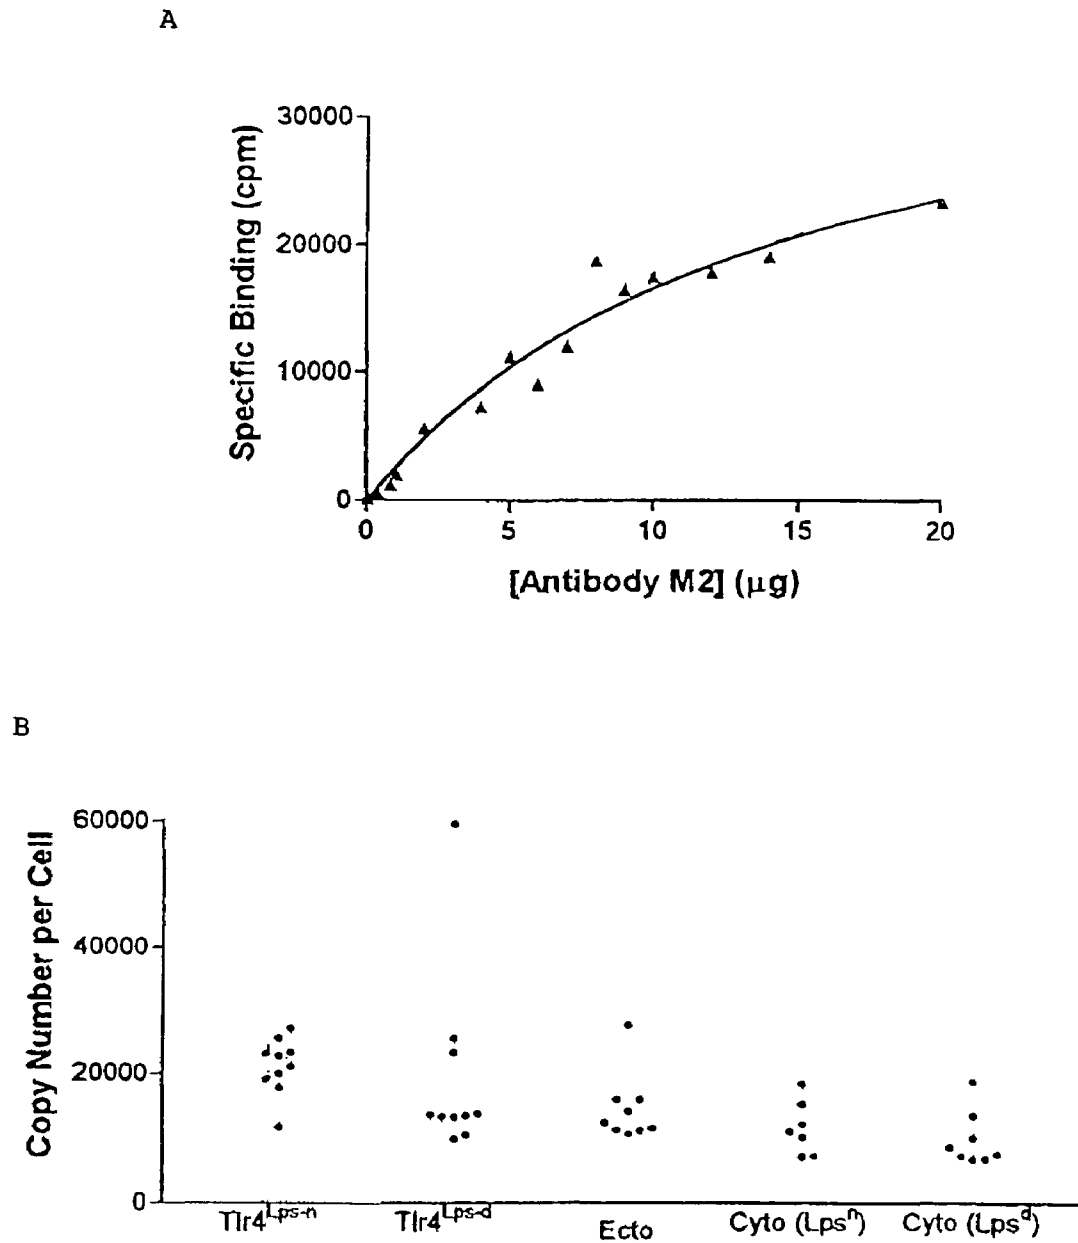 A
30000
20000
10000
0
Specific Binding (cpm)
0 5 10 15 20
[Antibody M2] (µg)
B
60000
40000
20000
0
Copy Number per Cell
Tlr4Lps-n Tlr4Lps-d Ecto Cyto (Lpsn) Cyto (Lpsd)